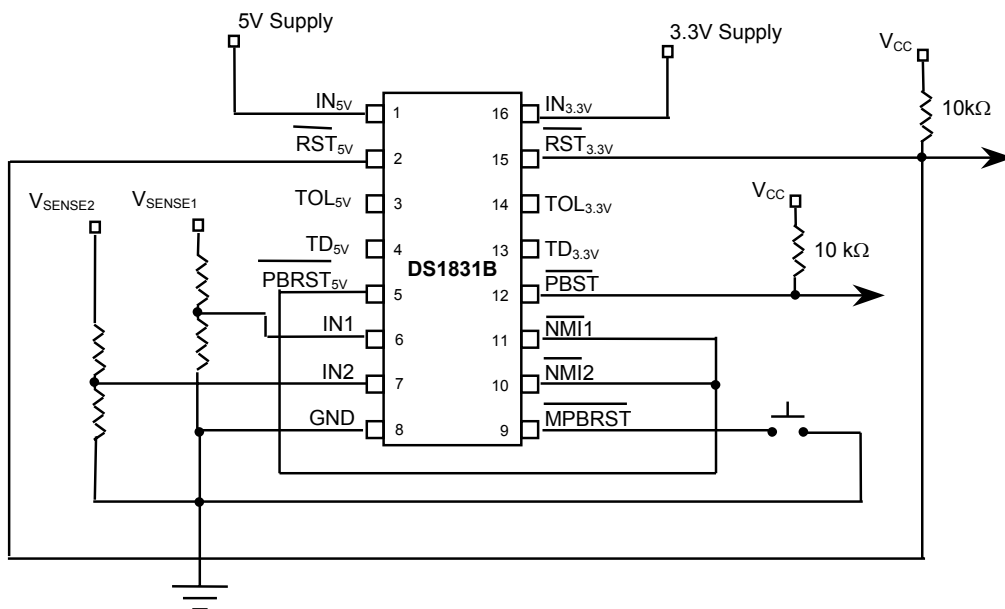 5V Supply
3.3V Supply
VCC
10kΩ
IN5V 1 16 IN3.3V
RST5V 2 15 RST3.3V
VSENSE2 VSENSE1
TOL5V 3 14 TOL3.3V
VCC
10 kΩ
TD5V 4 13 TD3.3V
DS1831B
PBRST5V 5 12 PBST
IN1 6 11 NMI1
IN2 7 10 NMI2
GND 8 9 MPBRST